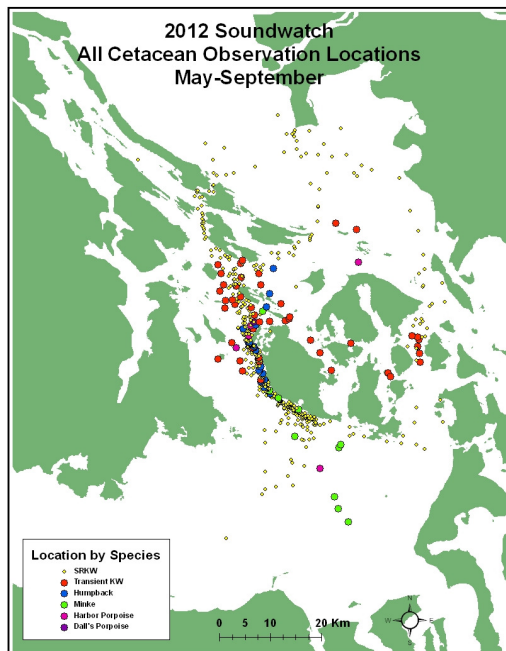 2012 Soundwatch
All Cetacean Observation Locations
May-September
Location by Species
SRKW
Transient KW
Humpback
Minke
Harbor Porpoise
Dall's Porpoise
0 5 10 20 Km
N
W E
S